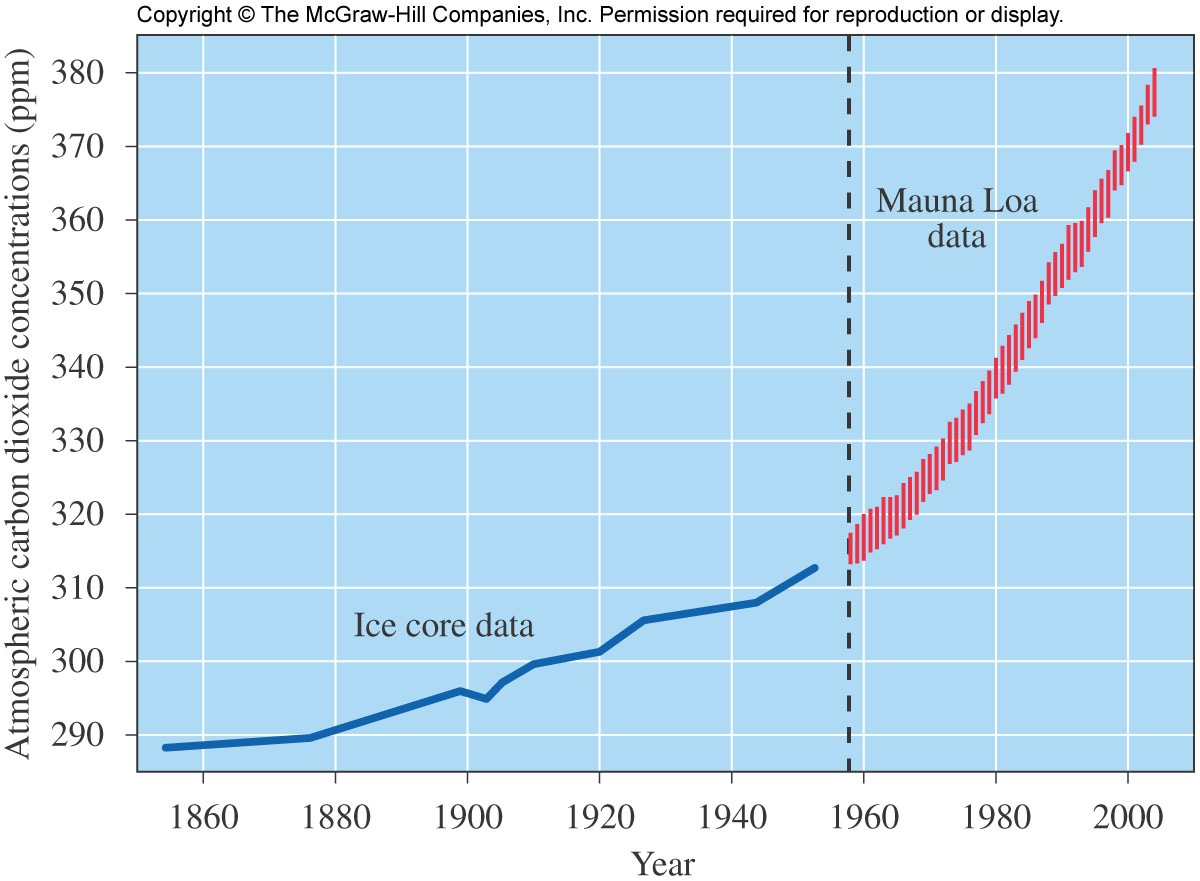 Copyright © The McGraw-Hill Companies, Inc. Permission required for reproduction or display.
Atmospheric carbon dioxide concentrations (ppm)
380
370
360
350
340
330
320
310
300
290
Mauna Loa
data
Ice core data
1860 1880 1900 1920 1940 1960 1980 2000
Year